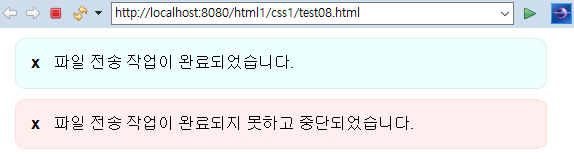 http://localhost:8080/html1/css1/test08.html
x 파일 전송 작업이 완료되었습니다.
x 파일 전송 작업이 완료되지 못하고 중단되었습니다.